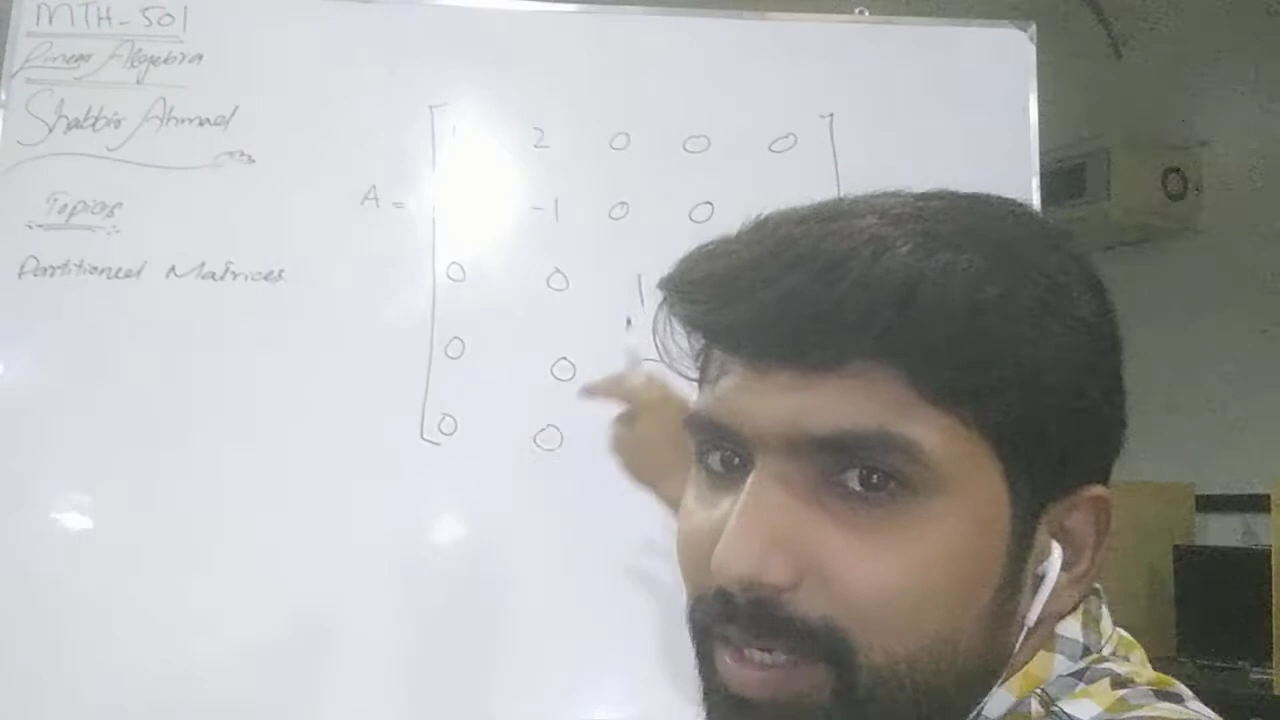 MTH-501
Linear Algebra
Shabbir Ahmad
Topics
Partitioned Matrices
A =
1 2 0 0 0
-1 0 0
0 0 1
0 0
0 0